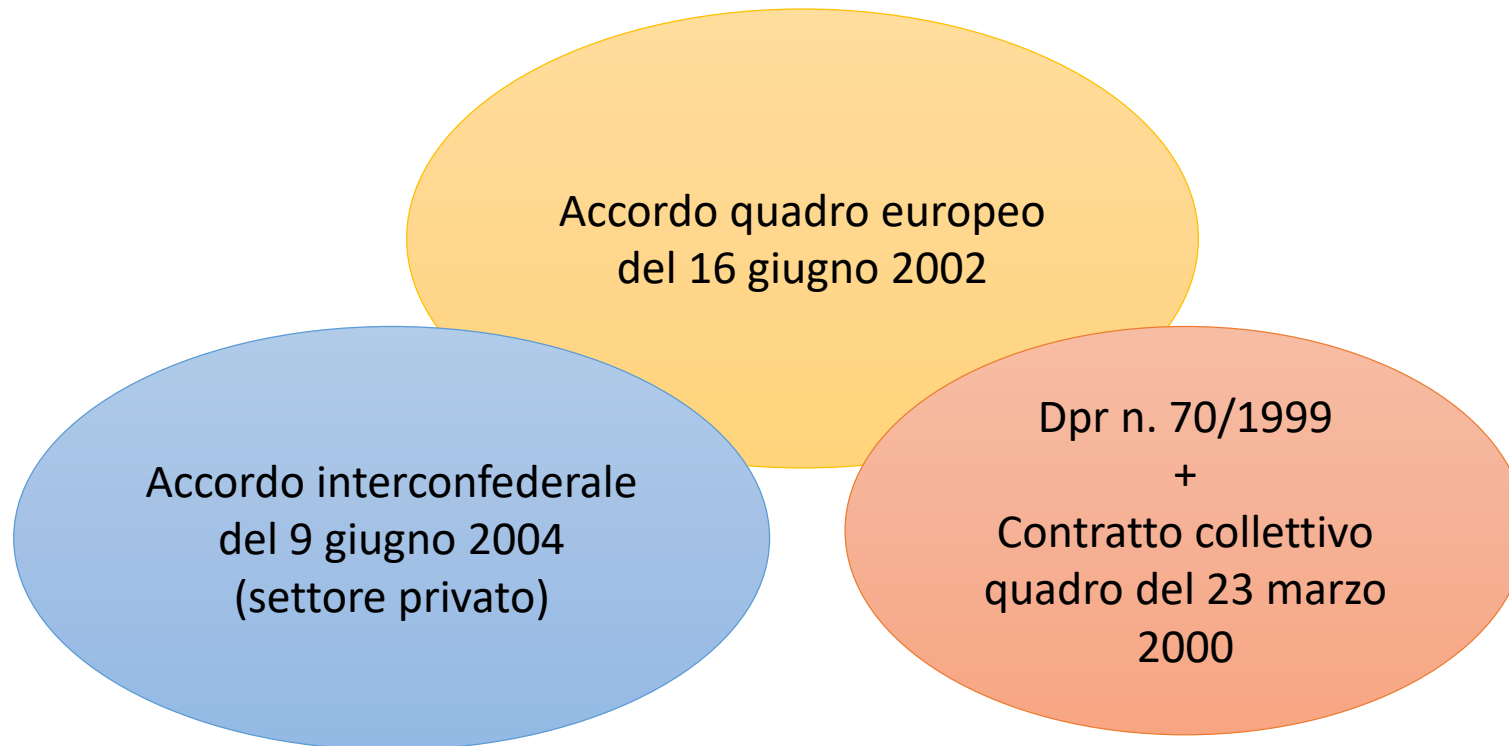 Accordo quadro europeo
del 16 giugno 2002
Accordo interconfederale
del 9 giugno 2004
(settore privato)
Dpr n. 70/1999
+
Contratto collettivo
quadro del 23 marzo
2000